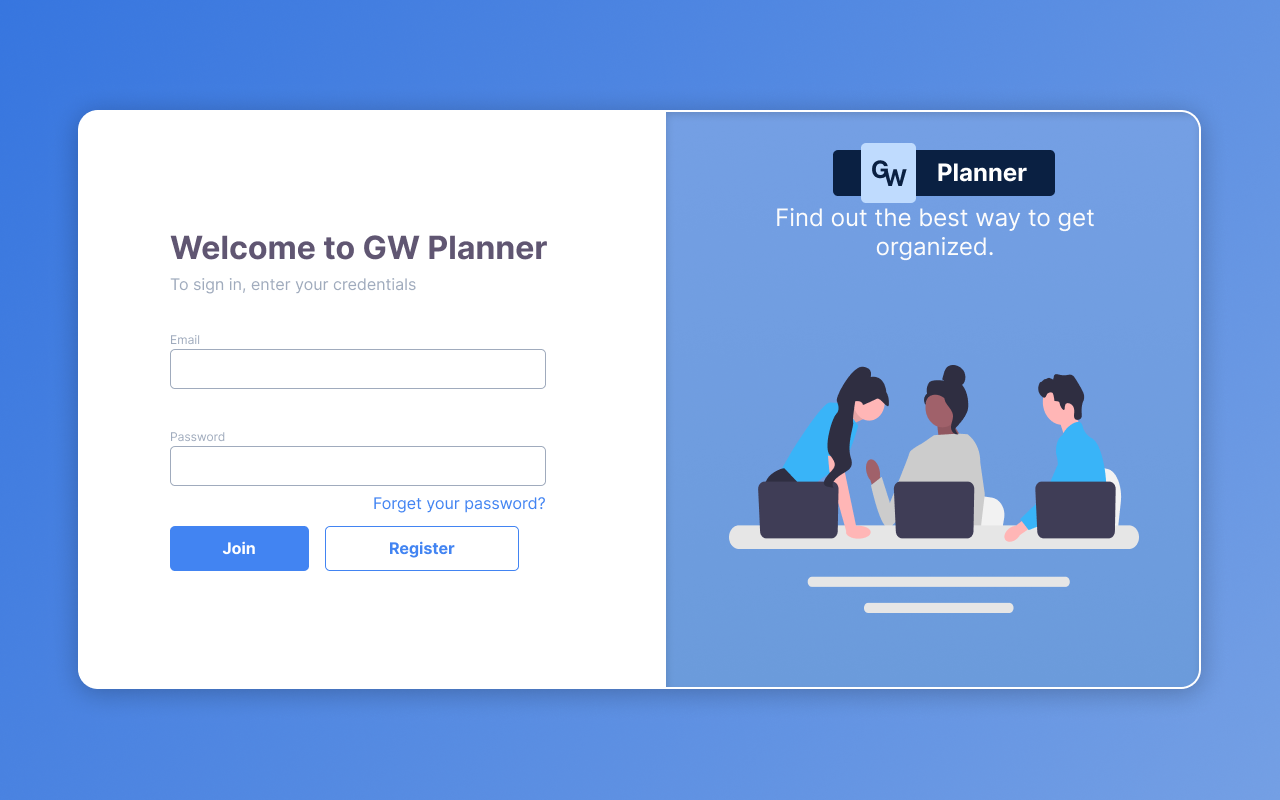 Welcome to GW Planner
To sign in, enter your credentials
Email
Password
Forget your password?
Join
Register
GW Planner
Find out the best way to get
organized.